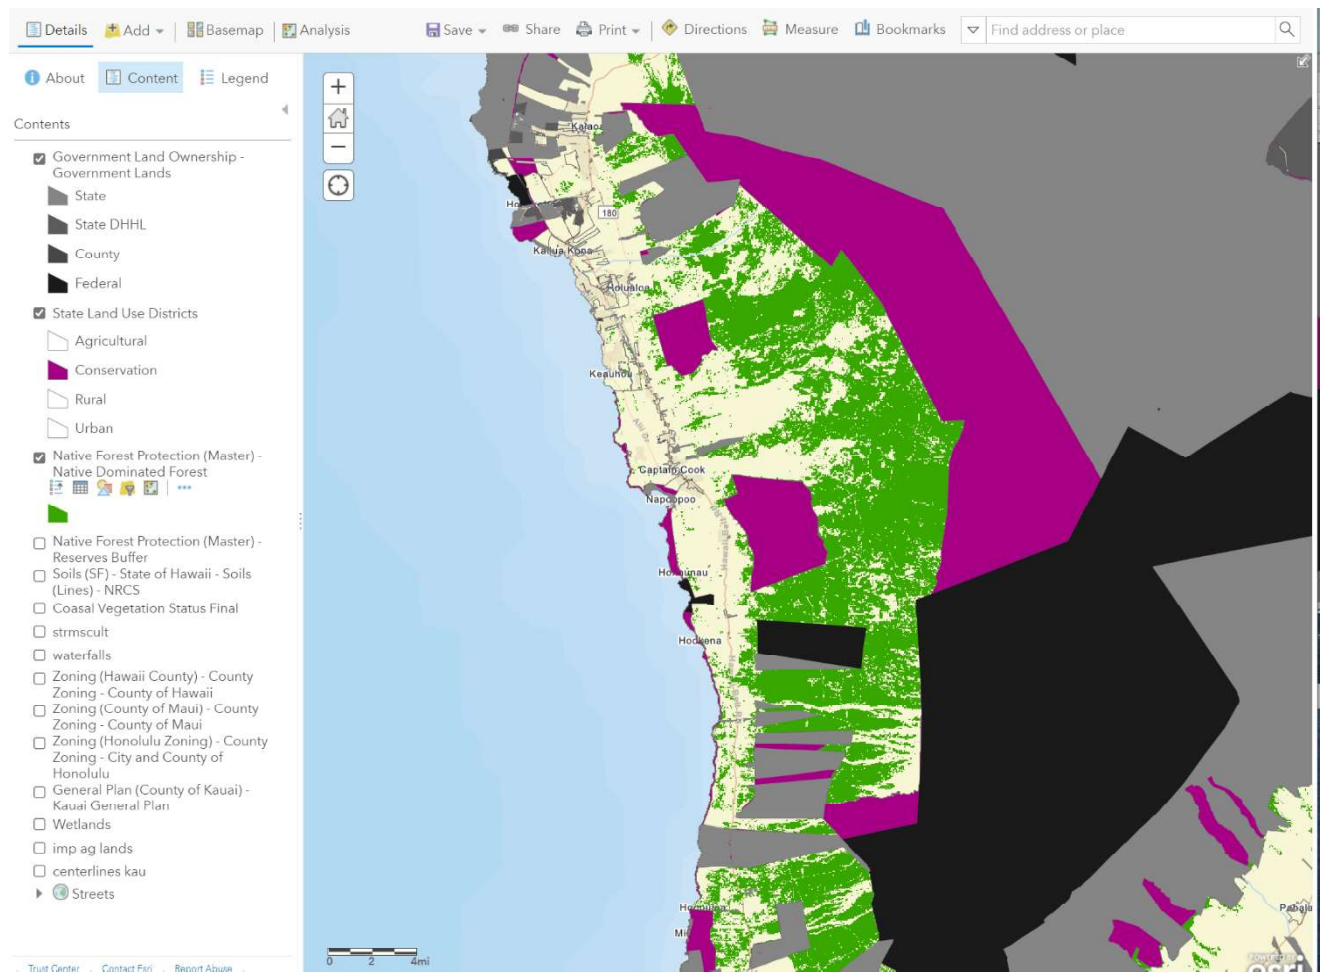 Details Add Basemap Analysis Save Share Print Directions Measure Bookmarks Find address or place
About Content Legend
Contents
Government Land Ownership -
Government Lands
State
State DHHL
County
Federal
State Land Use Districts
Agricultural
Conservation
Rural
Urban
Native Forest Protection (Master) -
Native Dominated Forest
Native Forest Protection (Master) -
Reserves Buffer
Soils (SF) - State of Hawaii - Soils
(Lines) - NRCS
Coasal Vegetation Status Final
strmscult
waterfalls
Zoning (Hawaii County) - County
Zoning - County of Hawaii
Zoning (County of Maui) - County
Zoning - County of Maui
Zoning (Honolulu Zoning) - County
Zoning - City and County of
Honolulu
General Plan (County of Kauai) -
Kauai General Plan
Wetlands
imp ag lands
centerlines kau
Streets
Trust Center Contact Esri Report Abuse
Kalaoa
180
Kailua Kona
Holualoa
Keauhou
Alii Dr
Captain Cook
Napoopoo
Honaunau
Hookena
Pahala
0 2 4mi
POWERED BY
esri